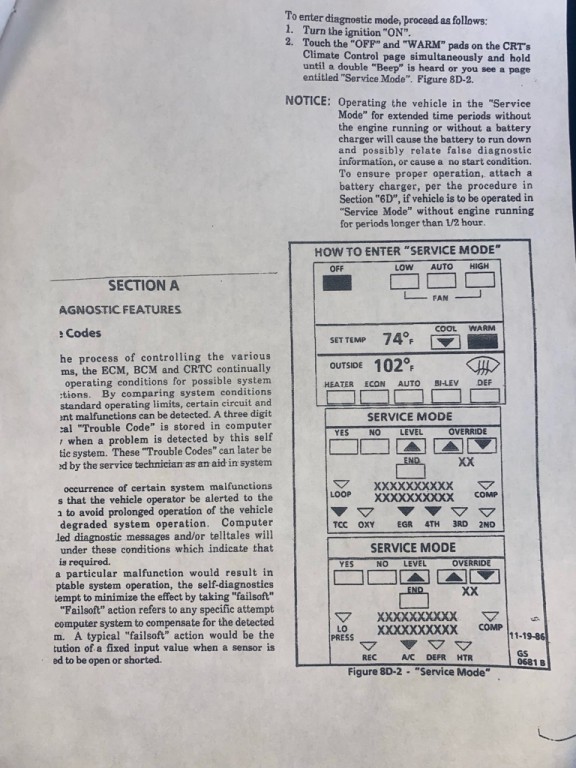 To enter diagnostic mode, proceed as follows:
1. Turn the ignition "ON".
2. Touch the "OFF" and "WARM" pads on the CRT's
Climate Control page simultaneously and hold
until a double "Beep" is heard or you see a page
entitled "Service Mode". Figure 8D-2.
NOTICE: Operating the vehicle in the "Service
Mode" for extended time periods without
the engine running or without a battery
charger will cause the battery to run down
and possibly relate false diagnostic
information, or cause a no start condition.
To ensure proper operation, attach a
battery charger, per the procedure in
Section "6D", if vehicle is to be operated in
"Service Mode" without engine running
for periods longer than 1/2 hour.
SECTION A
AGNOSTIC FEATURES
Codes
he process of controlling the various
ms, the ECM, BCM and CRTC continually
operating conditions for possible system
tions. By comparing system conditions
standard operating limits, certain circuit and
nt malfunctions can be detected. A three digit
al "Trouble Code" is stored in computer
when a problem is detected by this self
tic system. These "Trouble Codes" can later be
d by the service technician as an aid in system
occurrence of certain system malfunctions
s that the vehicle operator be alerted to the
to avoid prolonged operation of the vehicle
degraded system operation. Computer
led diagnostic messages and/or telltales will
under these conditions which indicate that
is required.
a particular malfunction would result in
ptable system operation, the self-diagnostics
tempt to minimize the effect by taking "failsoft"
"Failsoft" action refers to any specific attempt
computer system to compensate for the detected
m. A typical "failsoft" action would be the
tution of a fixed input value when a sensor is
ed to be open or shorted.
HOW TO ENTER "SERVICE MODE"
OFF LOW AUTO HIGH
FAN
SET TEMP 74°F COOL WARM
OUTSIDE 102°F
HEATER ECON AUTO BI-LEV DEF
SERVICE MODE
YES NO LEVEL OVERRIDE
END XX
LOOP XXXXXXXXXX COMP
XXXXXXXXXX
TCC OXY EGR 4TH 3RD 2ND
SERVICE MODE
YES NO LEVEL OVERRIDE
END XX
LO PRESS XXXXXXXXXX COMP
XXXXXXXXXX
REC A/C DEFR HTR
11-19-86
GS
0681 B
Figure 8D-2 - "Service Mode"